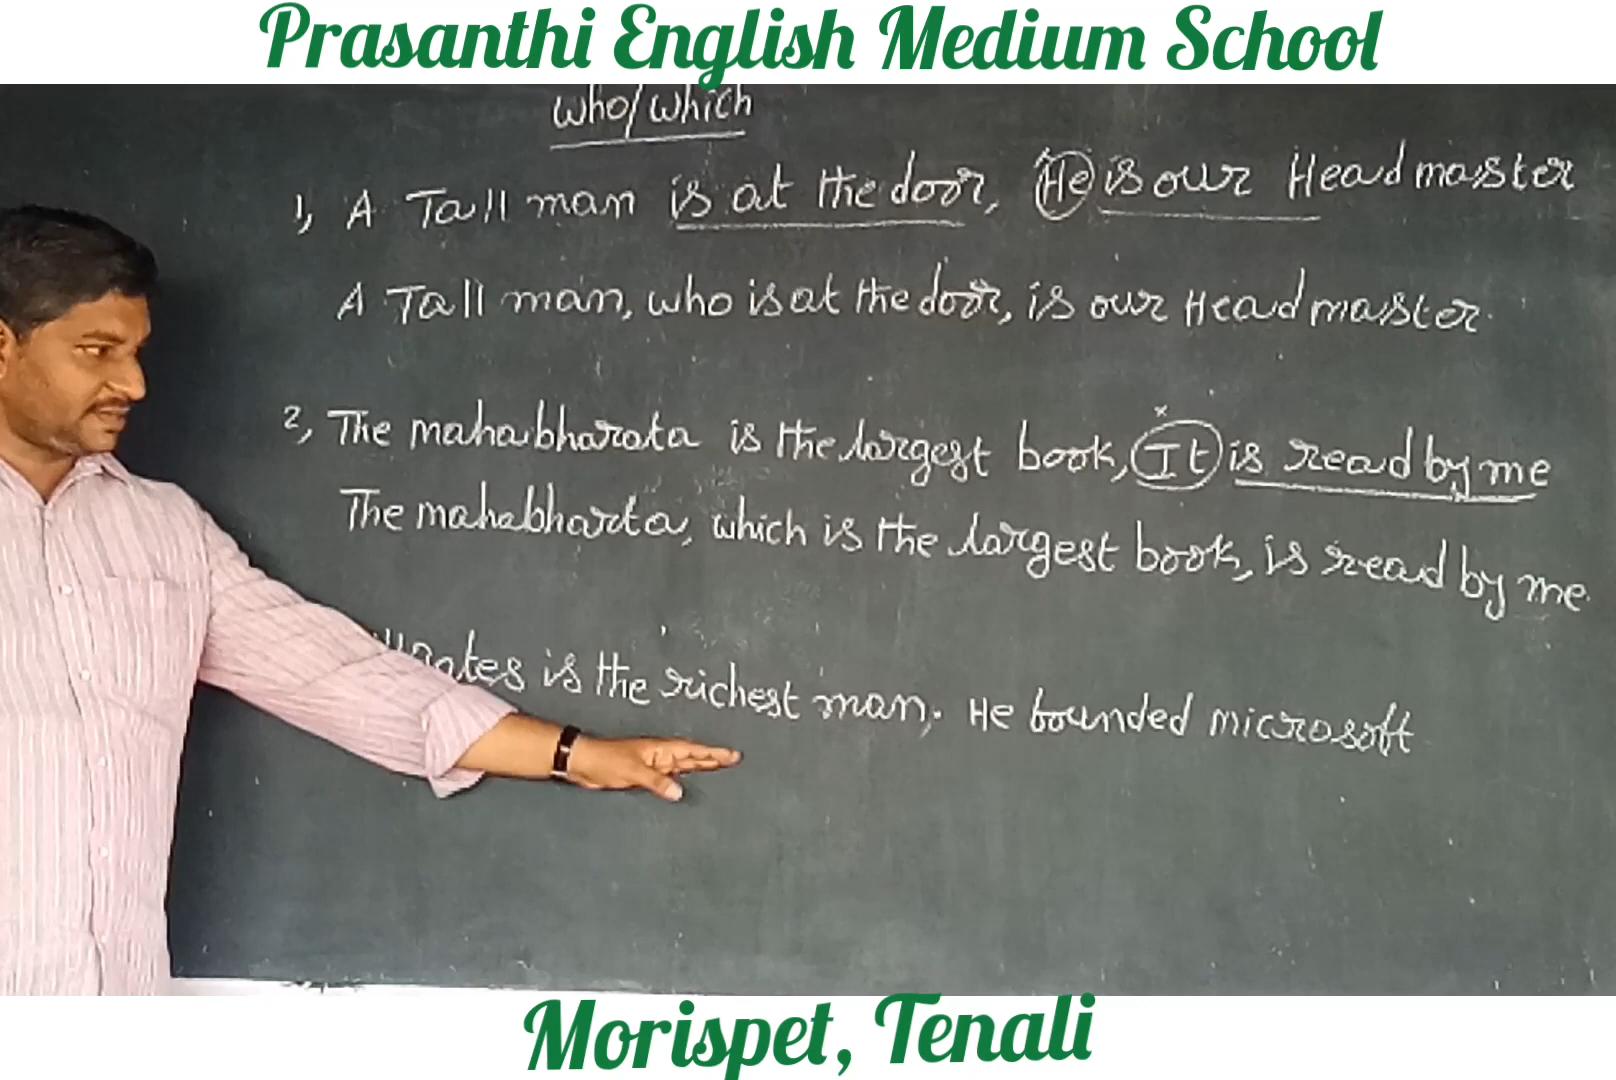 Prasanthi English Medium School
who/which
1, A Tall man is at the door, He is our Headmaster
A Tall man, who is at the door, is our Headmaster.
2, The mahabharata is the largest book, It is read by me
The mahabharta, which is the largest book, is read by me.
is the richest man. He bounded microsoft
Morispet, Tenali